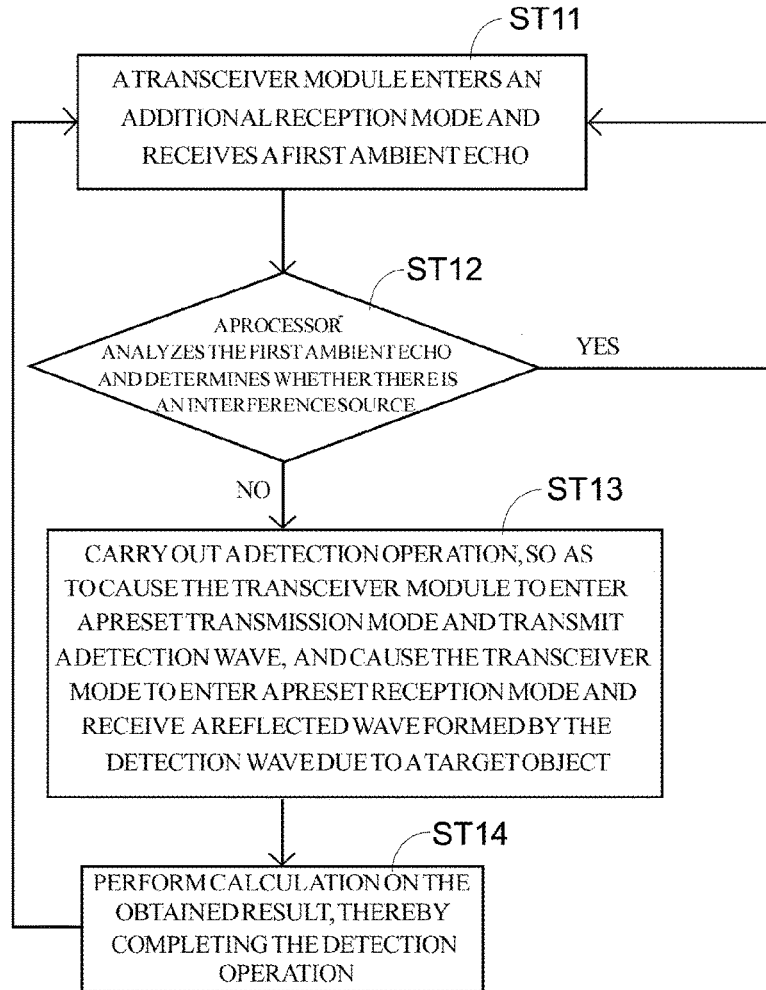 ST11
A TRANSCEIVER MODULE ENTERS AN
ADDITIONAL RECEPTION MODE AND
RECEIVES A FIRST AMBIENT ECHO
ST12
A PROCESSOR
ANALYZES THE FIRST AMBIENT ECHO
AND DETERMINES WHETHER THERE IS
AN INTERFERENCE SOURCE
YES
NO
ST13
CARRY OUT A DETECTION OPERATION, SO AS
TO CAUSE THE TRANSCEIVER MODULE TO ENTER
A PRESET TRANSMISSION MODE AND TRANSMIT
A DETECTION WAVE, AND CAUSE THE TRANSCEIVER
MODE TO ENTER A PRESET RECEPTION MODE AND
RECEIVE A REFLECTED WAVE FORMED BY THE
DETECTION WAVE DUE TO A TARGET OBJECT
ST14
PERFORM CALCULATION ON THE
OBTAINED RESULT, THEREBY
COMPLETING THE DETECTION
OPERATION